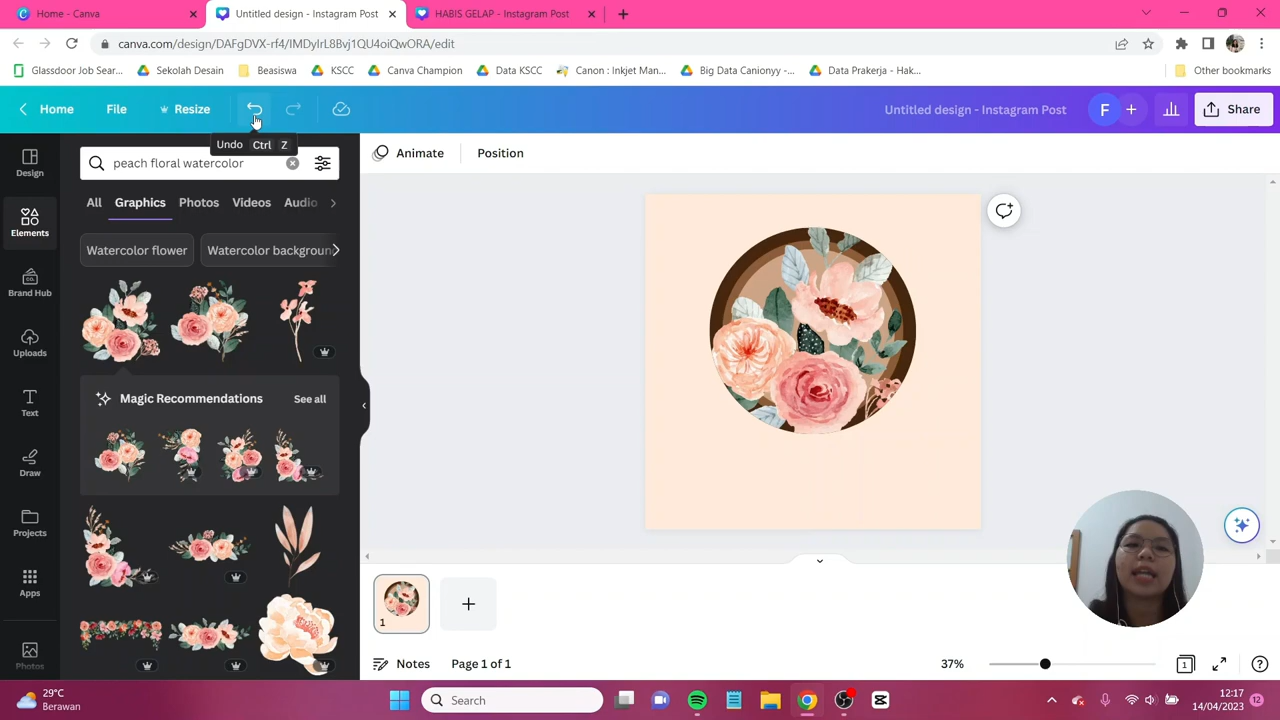 Home - Canva
Untitled design - Instagram Post
HABIS GELAP - Instagram Post
canva.com/design/DAFgDVX-rf4/IMDyIrL8Bvj1QU4oiQwORA/edit
Glassdoor Job Sear...
Sekolah Desain
Beasiswa
KSCC
Canva Champion
Data KSCC
Canon : Inkjet Man...
Big Data Canionyy -...
Data Prakerja - Hak...
Other bookmarks
Home
File
Resize
Untitled design - Instagram Post
F
Share
Undo Ctrl Z
Design
Elements
Brand Hub
Uploads
Text
Draw
Projects
Apps
Photos
peach floral watercolor
All
Graphics
Photos
Videos
Audio
Watercolor flower
Watercolor backgroun
Magic Recommendations
See all
Animate
Position
1
Notes
Page 1 of 1
37%
1
29°C
Berawan
Search
12:17
14/04/2023
12